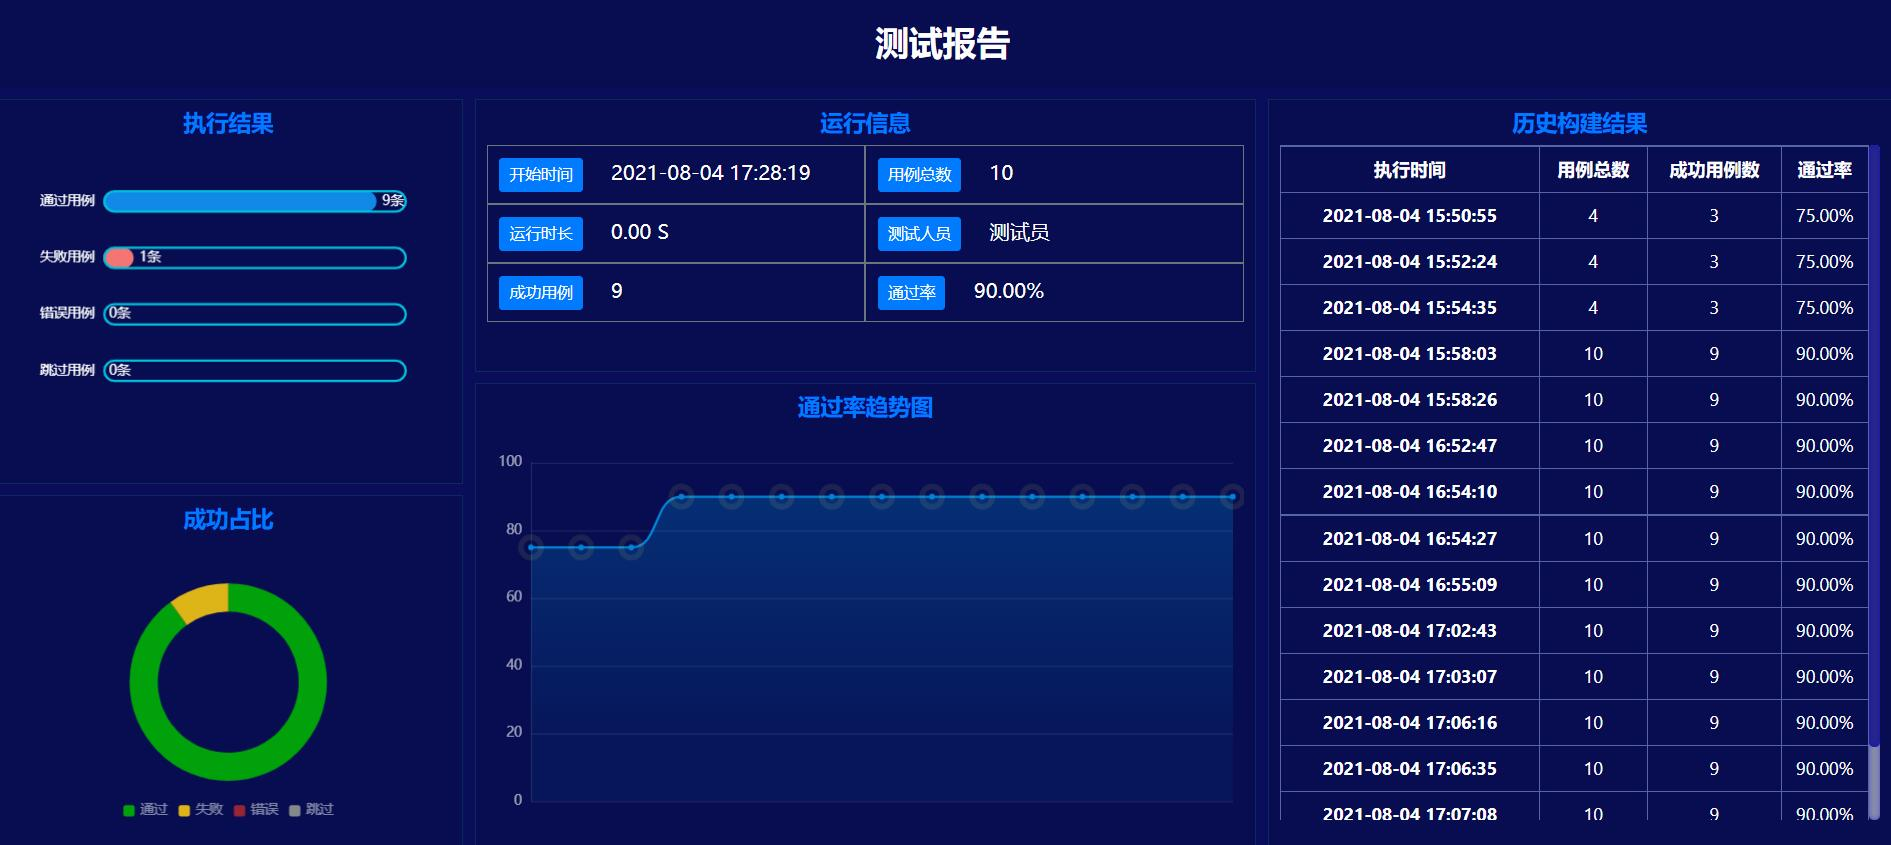 测试报告
执行结果
通过用例 9条
失败用例 1条
错误用例 0条
跳过用例 0条
成功占比
通过 失败 错误 跳过
运行信息
开始时间 2021-08-04 17:28:19 用例总数 10
运行时长 0.00 S 测试人员 测试员
成功用例 9 通过率 90.00%
通过率趋势图
100
80
60
40
20
0
历史构建结果
执行时间 用例总数 成功用例数 通过率
2021-08-04 15:50:55 4 3 75.00%
2021-08-04 15:52:24 4 3 75.00%
2021-08-04 15:54:35 4 3 75.00%
2021-08-04 15:58:03 10 9 90.00%
2021-08-04 15:58:26 10 9 90.00%
2021-08-04 16:52:47 10 9 90.00%
2021-08-04 16:54:10 10 9 90.00%
2021-08-04 16:54:27 10 9 90.00%
2021-08-04 16:55:09 10 9 90.00%
2021-08-04 17:02:43 10 9 90.00%
2021-08-04 17:03:07 10 9 90.00%
2021-08-04 17:06:16 10 9 90.00%
2021-08-04 17:06:35 10 9 90.00%
2021-08-04 17:07:08 10 9 90.00%